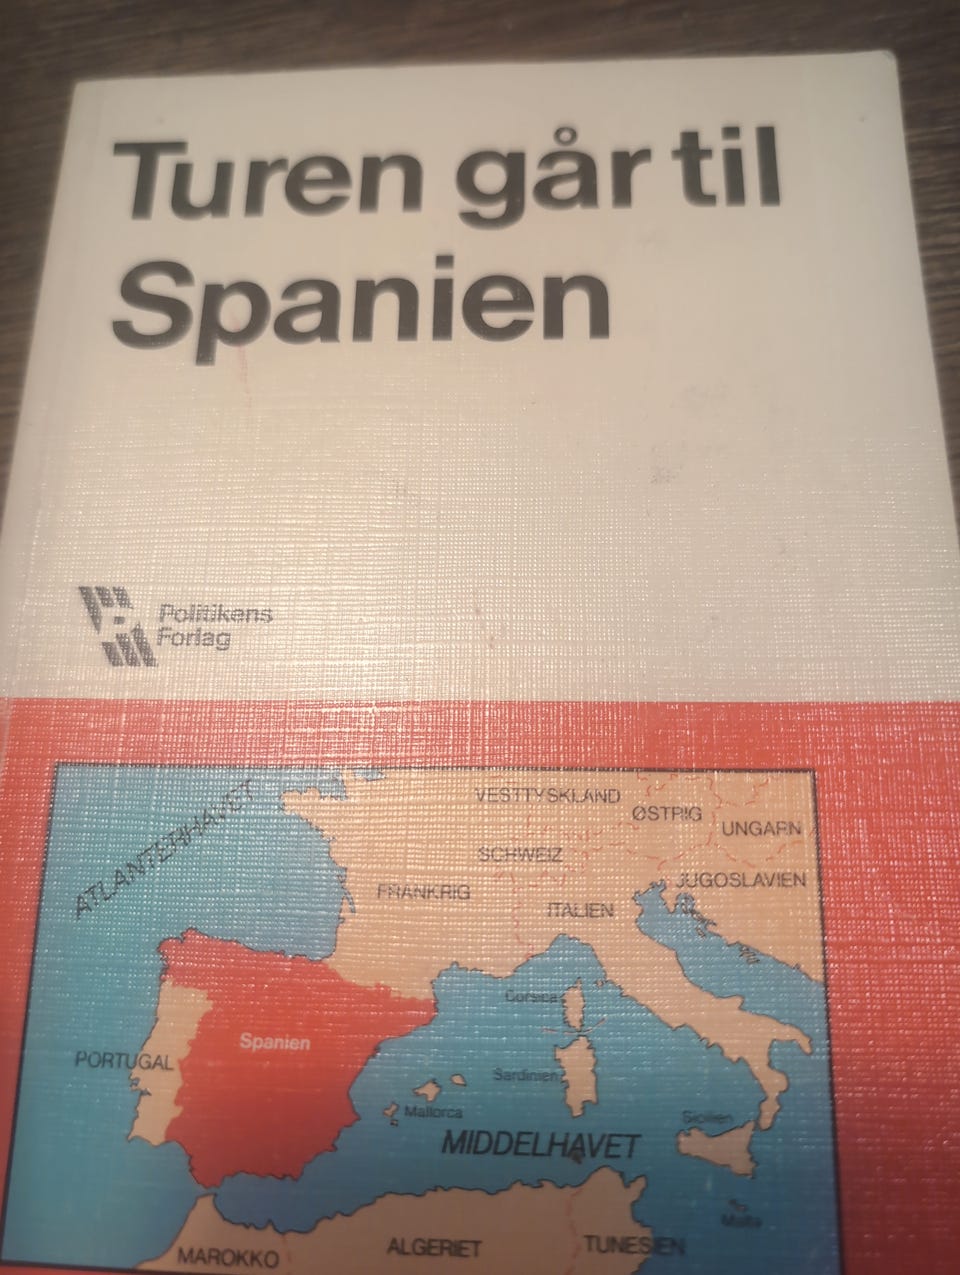 Turen går til
Spanien
Politikens
Forlag
ATLANTERHAVET
VESTTYSKLAND
ØSTRIG
UNGARN
SCHWEIZ
JUGOSLAVIEN
FRANKRIG
ITALIEN
Corsica
Spanien
PORTUGAL
Sardinien
Mallorca
Sicilien
MIDDELHAVET
Malta
MAROKKO
ALGERIET
TUNESIEN